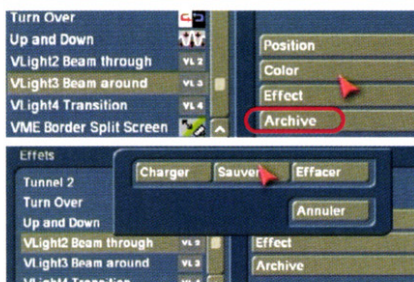 Turn Over
Up and Down
VLight2 Beam through VL 2
VLight3 Beam around VL 3
VLight4 Transition VL 4
VME Border Split Screen
Position
Color
Effect
Archive
Effets
Tunnel 2
Turn Over
Up and Down
VLight2 Beam through VL 2
VLight3 Beam around VL 3
VLight4 Transition
Charger Sauver Effacer
Annuler
Effect
Archive